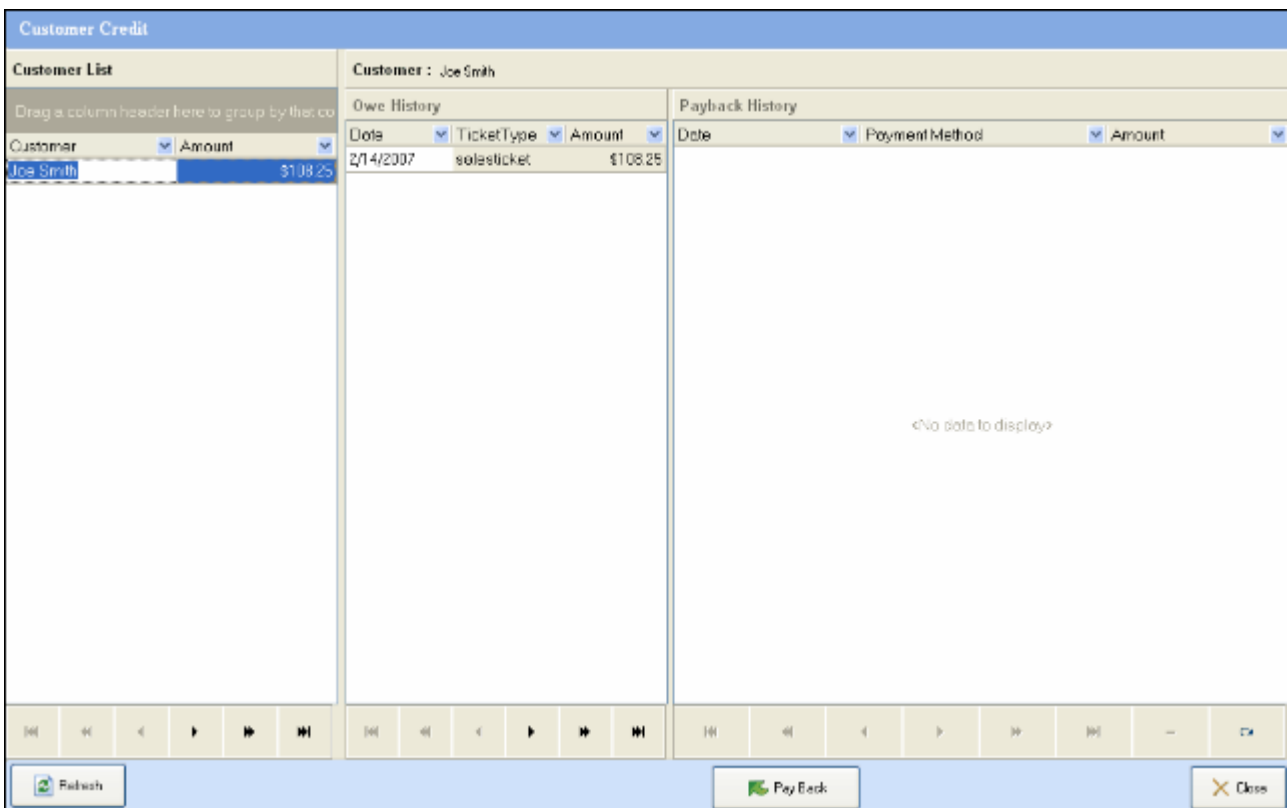 Customer Credit
Customer List
Customer : Joe Smith
Drag a column header here to group by that co
Owe History
Payback History
Customer Amount
Date TicketType Amount
Date Payment Method Amount
Joe Smith $108.25
2/14/2007 salesticket $108.25
<No data to display>
Refresh
Pay Back
Close